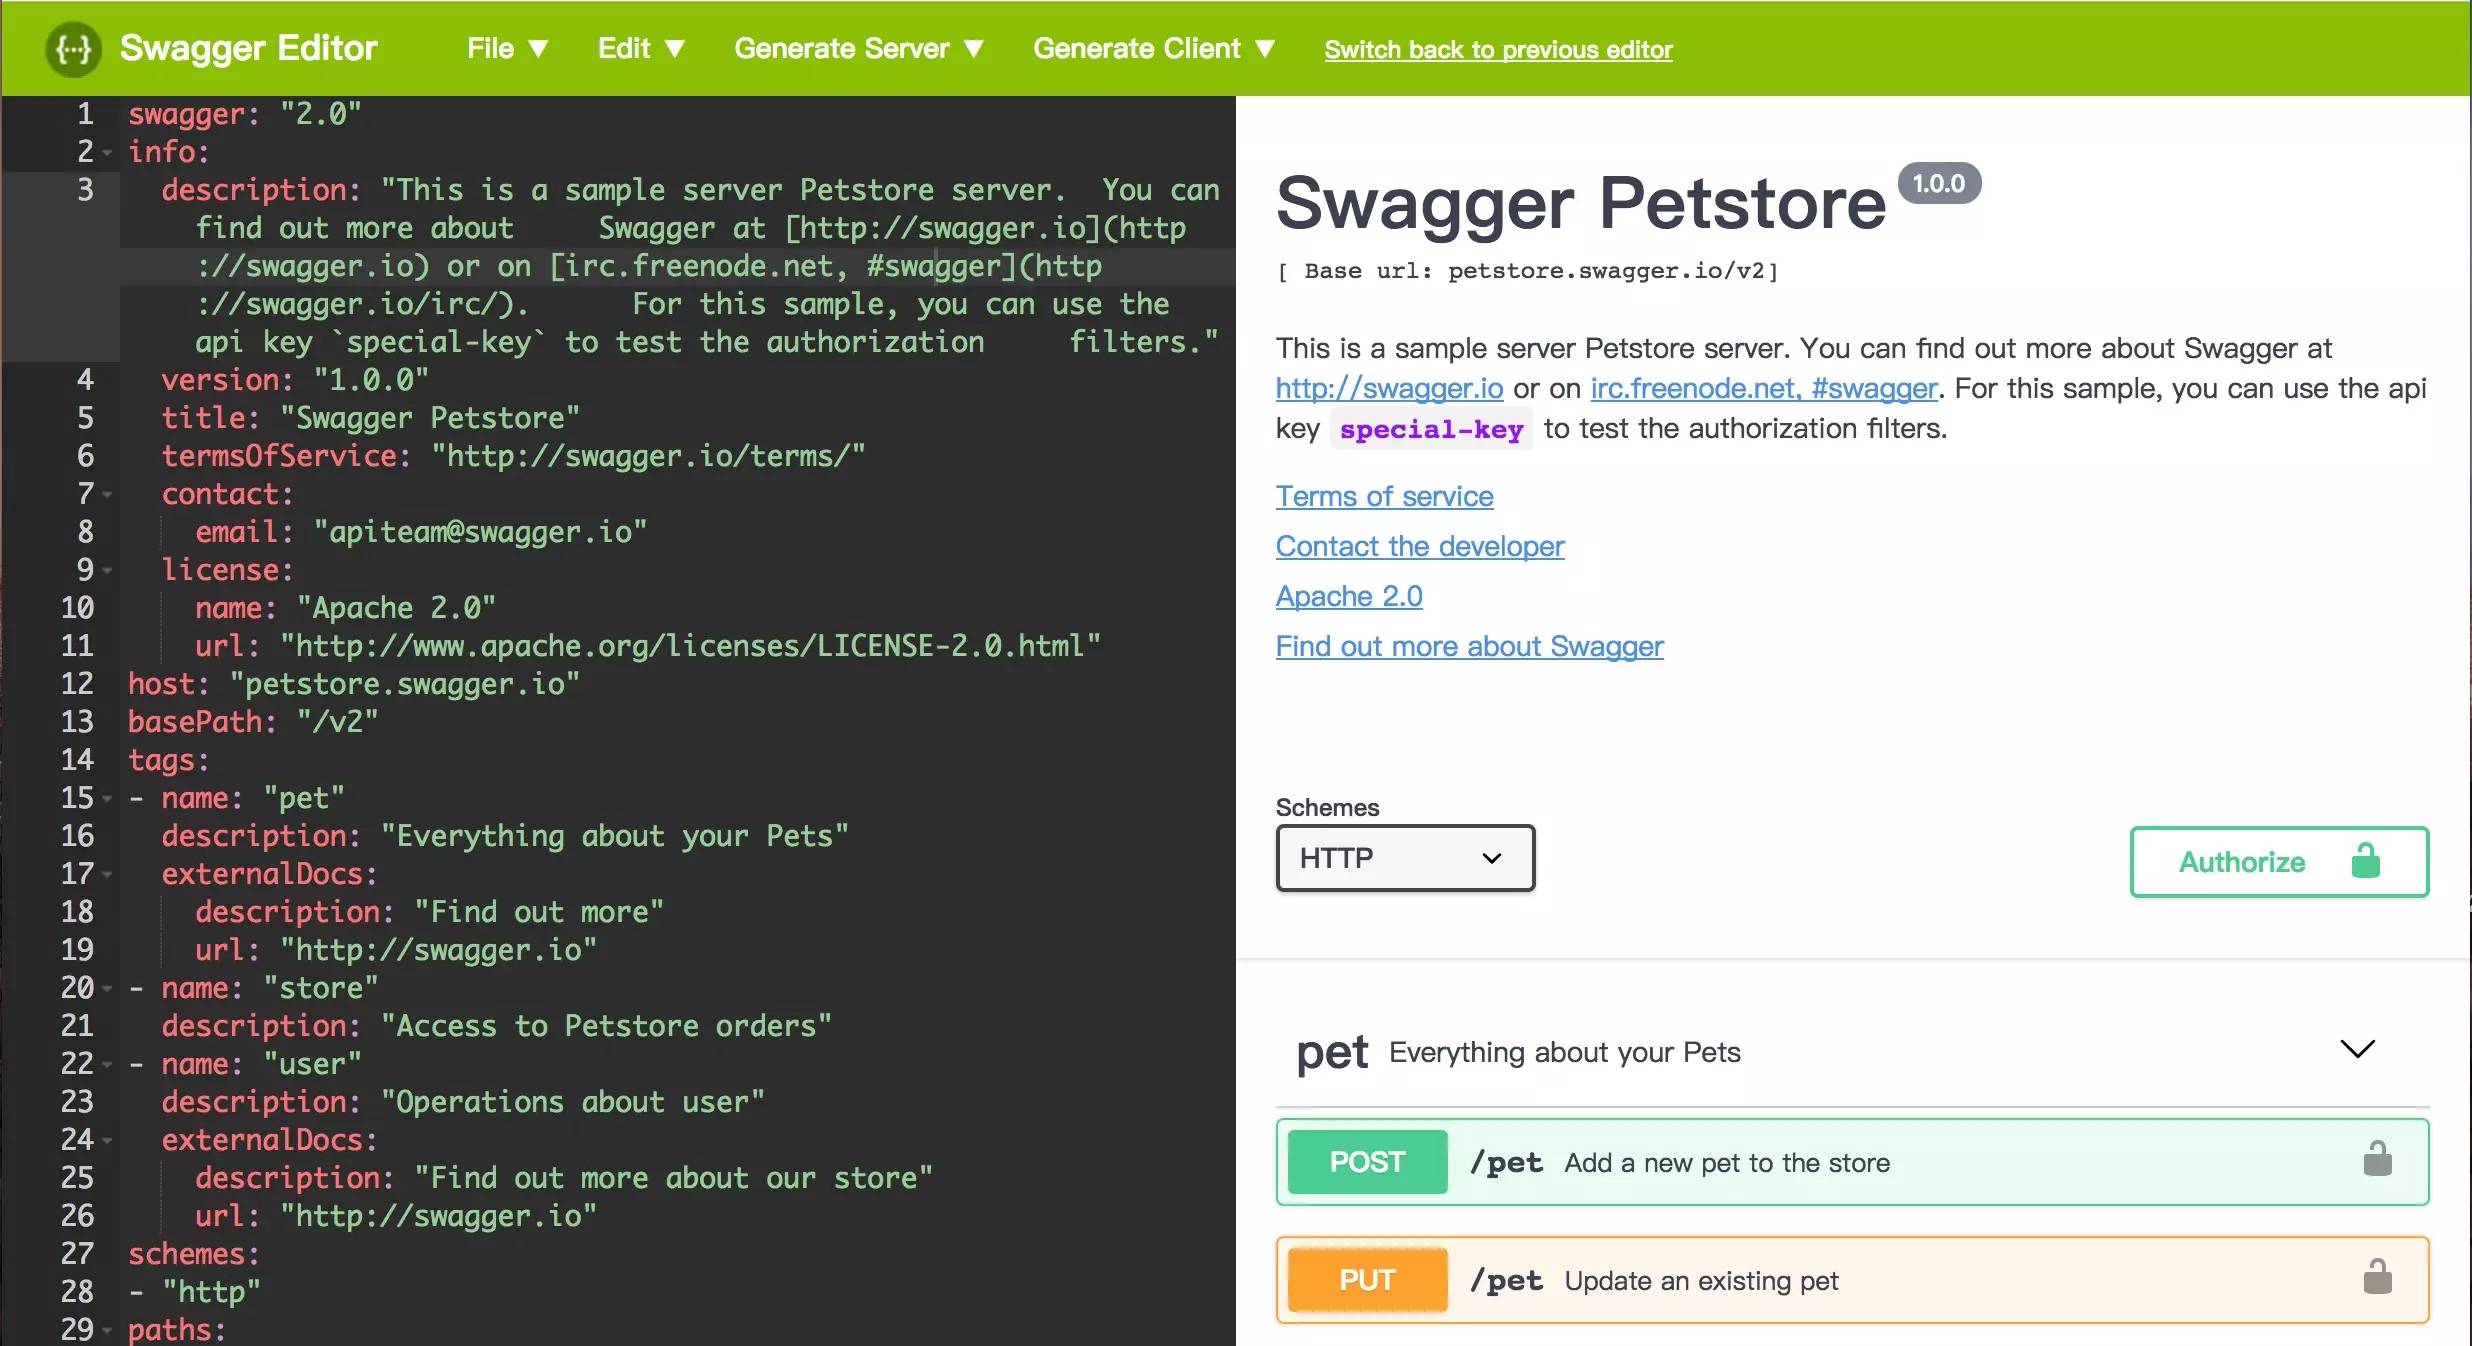 Swagger Editor File ▼ Edit ▼ Generate Server ▼ Generate Client ▼ Switch back to previous editor
1 swagger: "2.0"
2 info:
3 description: "This is a sample server Petstore server.  You can
find out more about     Swagger at [http://swagger.io](http
://swagger.io) or on [irc.freenode.net, #swagger](http
://swagger.io/irc/).      For this sample, you can use the
api key `special-key` to test the authorization     filters."
4 version: "1.0.0"
5 title: "Swagger Petstore"
6 termsOfService: "http://swagger.io/terms/"
7 contact:
8 email: "apiteam@swagger.io"
9 license:
10 name: "Apache 2.0"
11 url: "http://www.apache.org/licenses/LICENSE-2.0.html"
12 host: "petstore.swagger.io"
13 basePath: "/v2"
14 tags:
15 - name: "pet"
16 description: "Everything about your Pets"
17 externalDocs:
18 description: "Find out more"
19 url: "http://swagger.io"
20 - name: "store"
21 description: "Access to Petstore orders"
22 - name: "user"
23 description: "Operations about user"
24 externalDocs:
25 description: "Find out more about our store"
26 url: "http://swagger.io"
27 schemes:
28 - "http"
29 paths:
Swagger Petstore 1.0.0
[ Base url: petstore.swagger.io/v2]
This is a sample server Petstore server. You can find out more about Swagger at
http://swagger.io or on irc.freenode.net, #swagger. For this sample, you can use the api
key special-key to test the authorization filters.
Terms of service
Contact the developer
Apache 2.0
Find out more about Swagger
Schemes
HTTP
Authorize
pet Everything about your Pets
POST /pet Add a new pet to the store
PUT /pet Update an existing pet